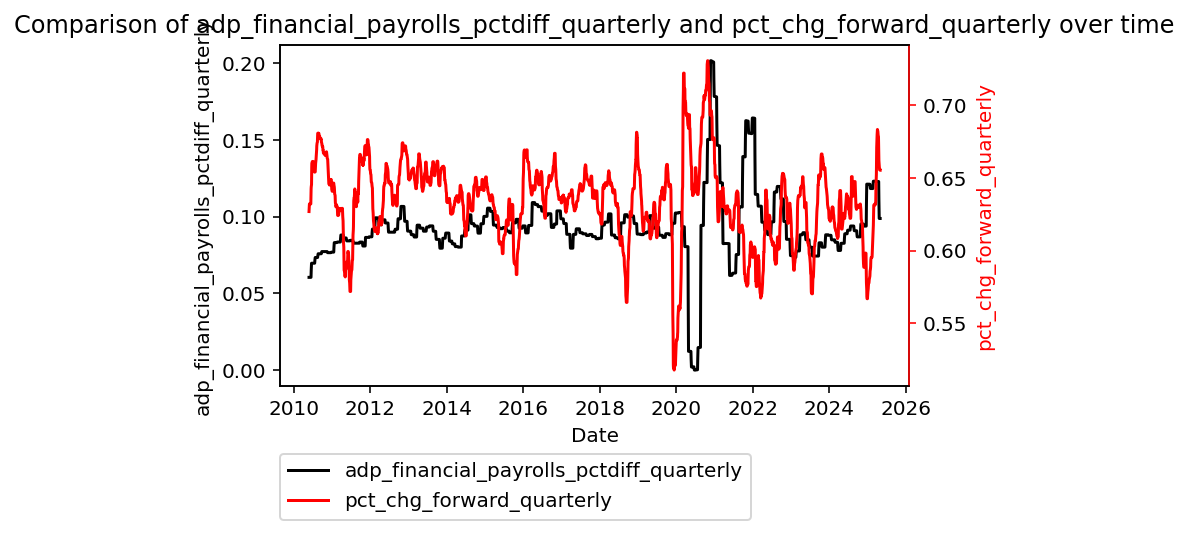 Comparison of adp_financial_payrolls_pctdiff_quarterly and pct_chg_forward_quarterly over time
adp_financial_payrolls_pctdiff_quarterly
0.20
0.15
0.10
0.05
0.00
0.70
0.65
0.60
0.55
pct_chg_forward_quarterly
2010 2012 2014 2016 2018 2020 2022 2024 2026
Date
adp_financial_payrolls_pctdiff_quarterly
pct_chg_forward_quarterly